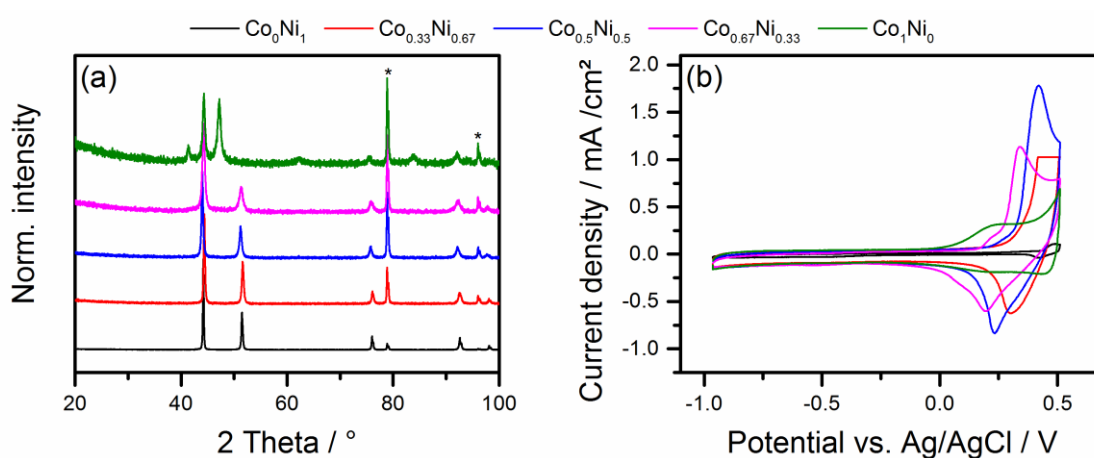 Co₀Ni₁ Co₀.₃₃Ni₀.₆₇ Co₀.₅Ni₀.₅ Co₀.₆₇Ni₀.₃₃ Co₁Ni₀
(a)
*
*
Norm. intensity
20 40 60 80 100
2 Theta / °
(b)
2.0
1.5
1.0
0.5
0.0
-0.5
-1.0
Current density / mA /cm²
-1.0 -0.5 0.0 0.5
Potential vs. Ag/AgCl / V